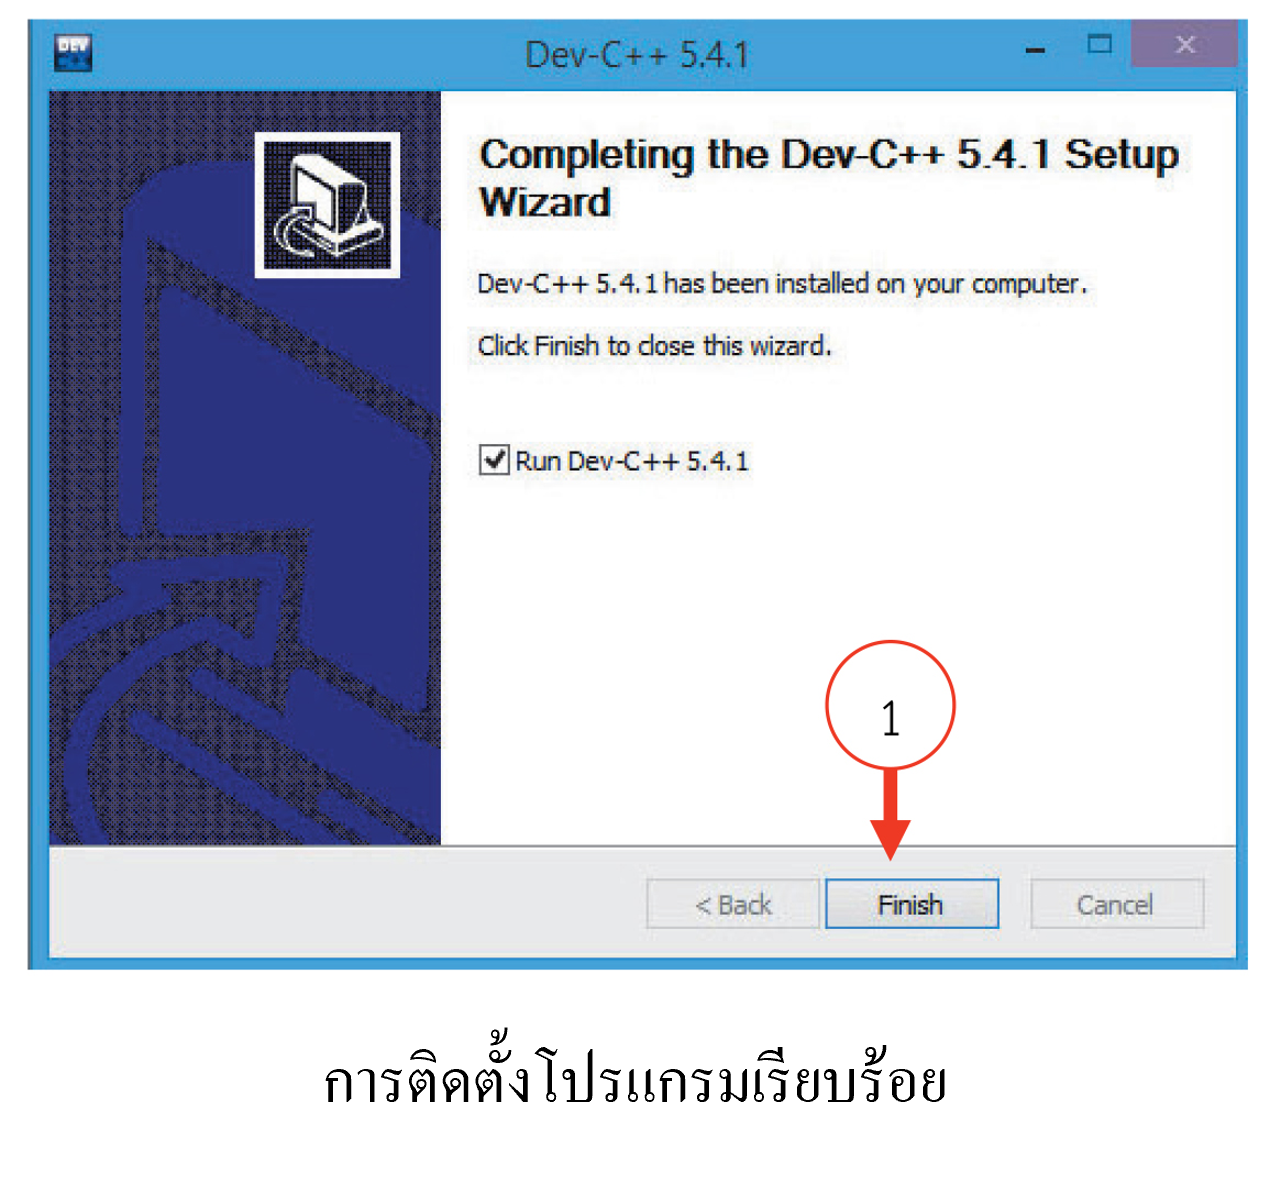 DEV
C++
Dev-C++ 5.4.1
Completing the Dev-C++ 5.4.1 Setup
Wizard
Dev-C++ 5.4.1 has been installed on your computer.
Click Finish to close this wizard.
Run Dev-C++ 5.4.1
1
< Back
Finish
Cancel
การติดตั้งโปรแกรมเรียบร้อย